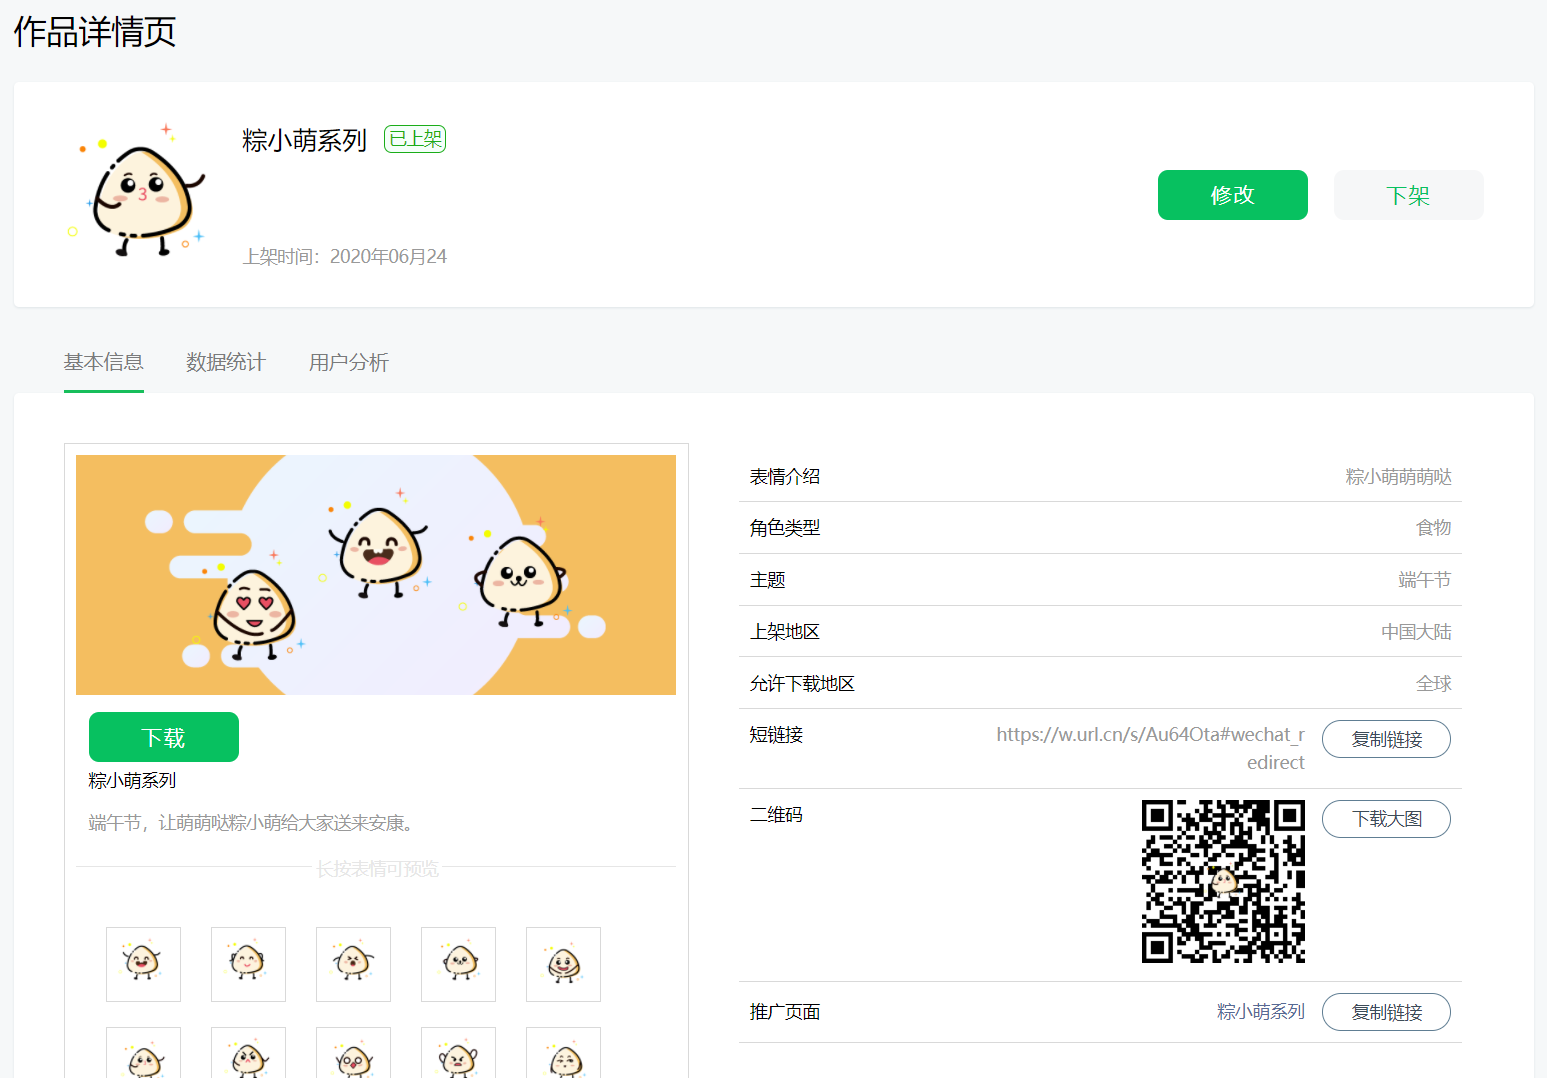 作品详情页
粽小萌系列
已上架
上架时间：2020年06月24
修改
下架
基本信息
数据统计
用户分析
下载
粽小萌系列
端午节，让萌萌哒粽小萌给大家送来安康。
长按表情可预览
表情介绍
粽小萌萌萌哒
角色类型
食物
主题
端午节
上架地区
中国大陆
允许下载地区
全球
短链接
https://w.url.cn/s/Au64Ota#wechat_r
edirect
复制链接
二维码
下载大图
推广页面
粽小萌系列
复制链接